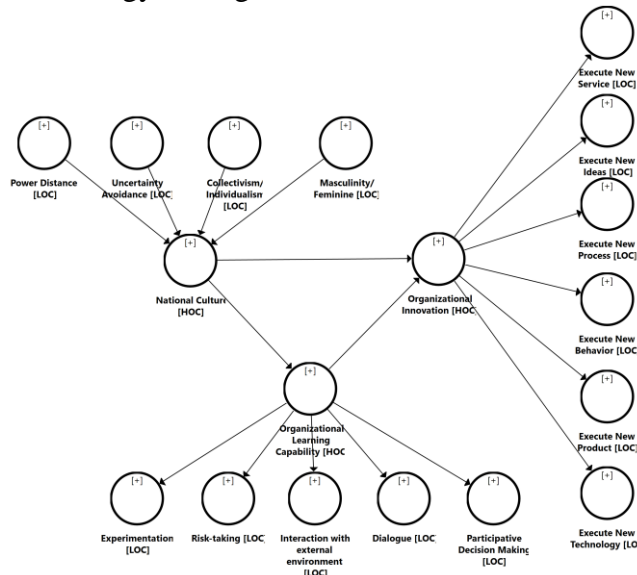 [+]
Execute New
Service [LOC]
[+]
Execute New
Ideas [LOC]
[+]
Execute New
Process [LOC]
[+]
Execute New
Behavior [LOC]
[+]
Execute New
Product [LOC]
[+]
Execute New
Technology [LO
[+]
Power Distance
[LOC]
[+]
Uncertainty
Avoidance [LOC]
[+]
Collectivism/
Individualism
[LOC]
[+]
Masculinity/
Feminine [LOC]
[+]
National Culture
[HOC]
[+]
Organizational
Innovation [HOC]
[+]
Organizational
Learning
Capability [HOC
[+]
Experimentation
[LOC]
[+]
Risk-taking [LOC]
[+]
Interaction with
external
environment
[LOC]
[+]
Dialogue [LOC]
[+]
Participative
Decision Making
[LOC]